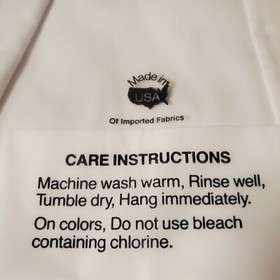 Made in
USA
Of Imported Fabrics
CARE INSTRUCTIONS
Machine wash warm, Rinse well,
Tumble dry, Hang immediately.
On colors, Do not use bleach
containing chlorine.